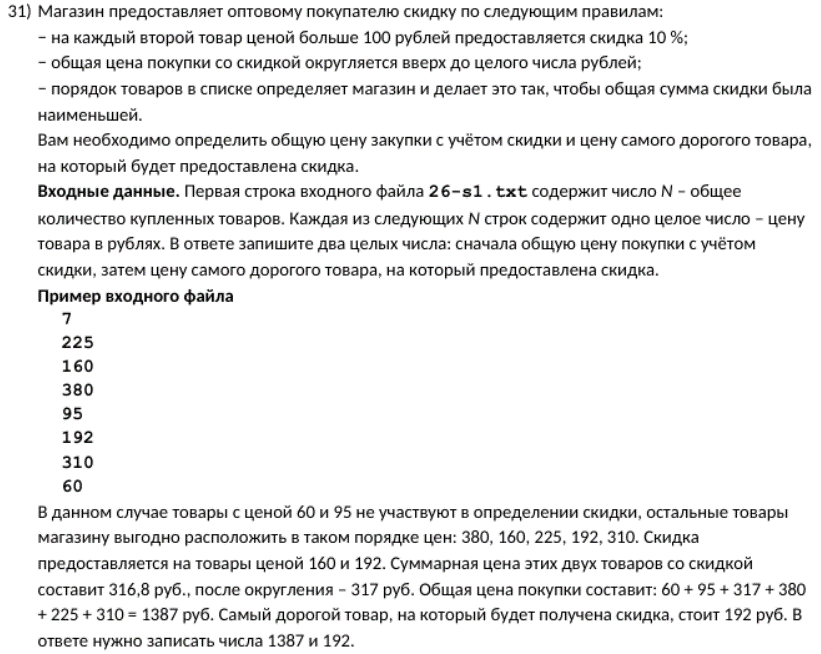 31) Магазин предоставляет оптовому покупателю скидку по следующим правилам:
− на каждый второй товар ценой больше 100 рублей предоставляется скидка 10 %;
− общая цена покупки со скидкой округляется вверх до целого числа рублей;
− порядок товаров в списке определяет магазин и делает это так, чтобы общая сумма скидки была
наименьшей.
Вам необходимо определить общую цену закупки с учётом скидки и цену самого дорогого товара,
на который будет предоставлена скидка.
Входные данные. Первая строка входного файла 26-s1.txt содержит число N – общее
количество купленных товаров. Каждая из следующих N строк содержит одно целое число – цену
товара в рублях. В ответе запишите два целых числа: сначала общую цену покупки с учётом
скидки, затем цену самого дорогого товара, на который предоставлена скидка.
Пример входного файла
7
225
160
380
95
192
310
60
В данном случае товары с ценой 60 и 95 не участвуют в определении скидки, остальные товары
магазину выгодно расположить в таком порядке цен: 380, 160, 225, 192, 310. Скидка
предоставляется на товары ценой 160 и 192. Суммарная цена этих двух товаров со скидкой
составит 316,8 руб., после округления – 317 руб. Общая цена покупки составит: 60 + 95 + 317 + 380
+ 225 + 310 = 1387 руб. Самый дорогой товар, на который будет получена скидка, стоит 192 руб. В
ответе нужно записать числа 1387 и 192.